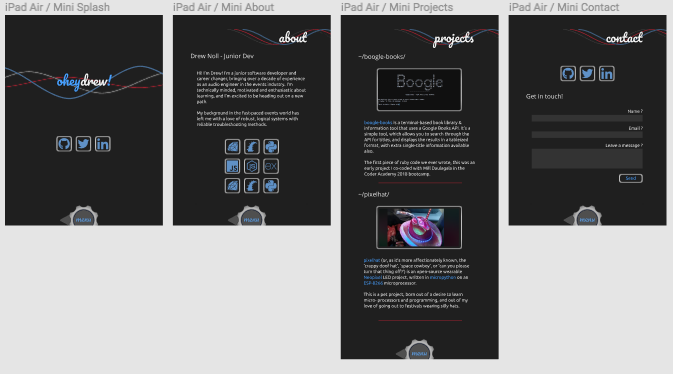 iPad Air / Mini Splash
oheydrew!
menu
iPad Air / Mini About
about
Drew Noll - Junior Dev
Hi! I'm Drew! I'm a junior software developer and
career changer, bringing over a decade of experience
as an audio engineer in the events industry. I'm
technically minded, motivated and enthusiastic about
learning, and I'm excited to be heading out on a new
path.
My background in the fast-paced events world has
left me with a love of robust, logical systems with
reliable troubleshooting methods.
JS
menu
iPad Air / Mini Projects
projects
~/boogle-books/
Boogle
Boogle-books is a terminal-based book library &
information tool that uses a Google Books API. It's a
simple tool, which allows you to search through the
API for titles, and displays the results in a tabletised
format, with extra single-title information available
also.
The first piece of ruby code we ever wrote, this was an
early project I co-coded with Mill Daulagala in the
Coder Academy 2018 bootcamp.
~/pixelhat/
pixelhat (or, as it's more affectionately known, the
'crappy doof hat', 'space cowboy', or 'can you please
turn that thing off?') is an open-source wearable
Neopixel LED project, written in micropython on an
ESP-8266 microprocessor.
This is a pet project, born out of a desire to learn
micro-processors and programming, and out of my
love of going out to festivals wearing silly hats.
menu
iPad Air / Mini Contact
contact
Get in touch!
Name ?
Email ?
Leave a message ?
Send
menu